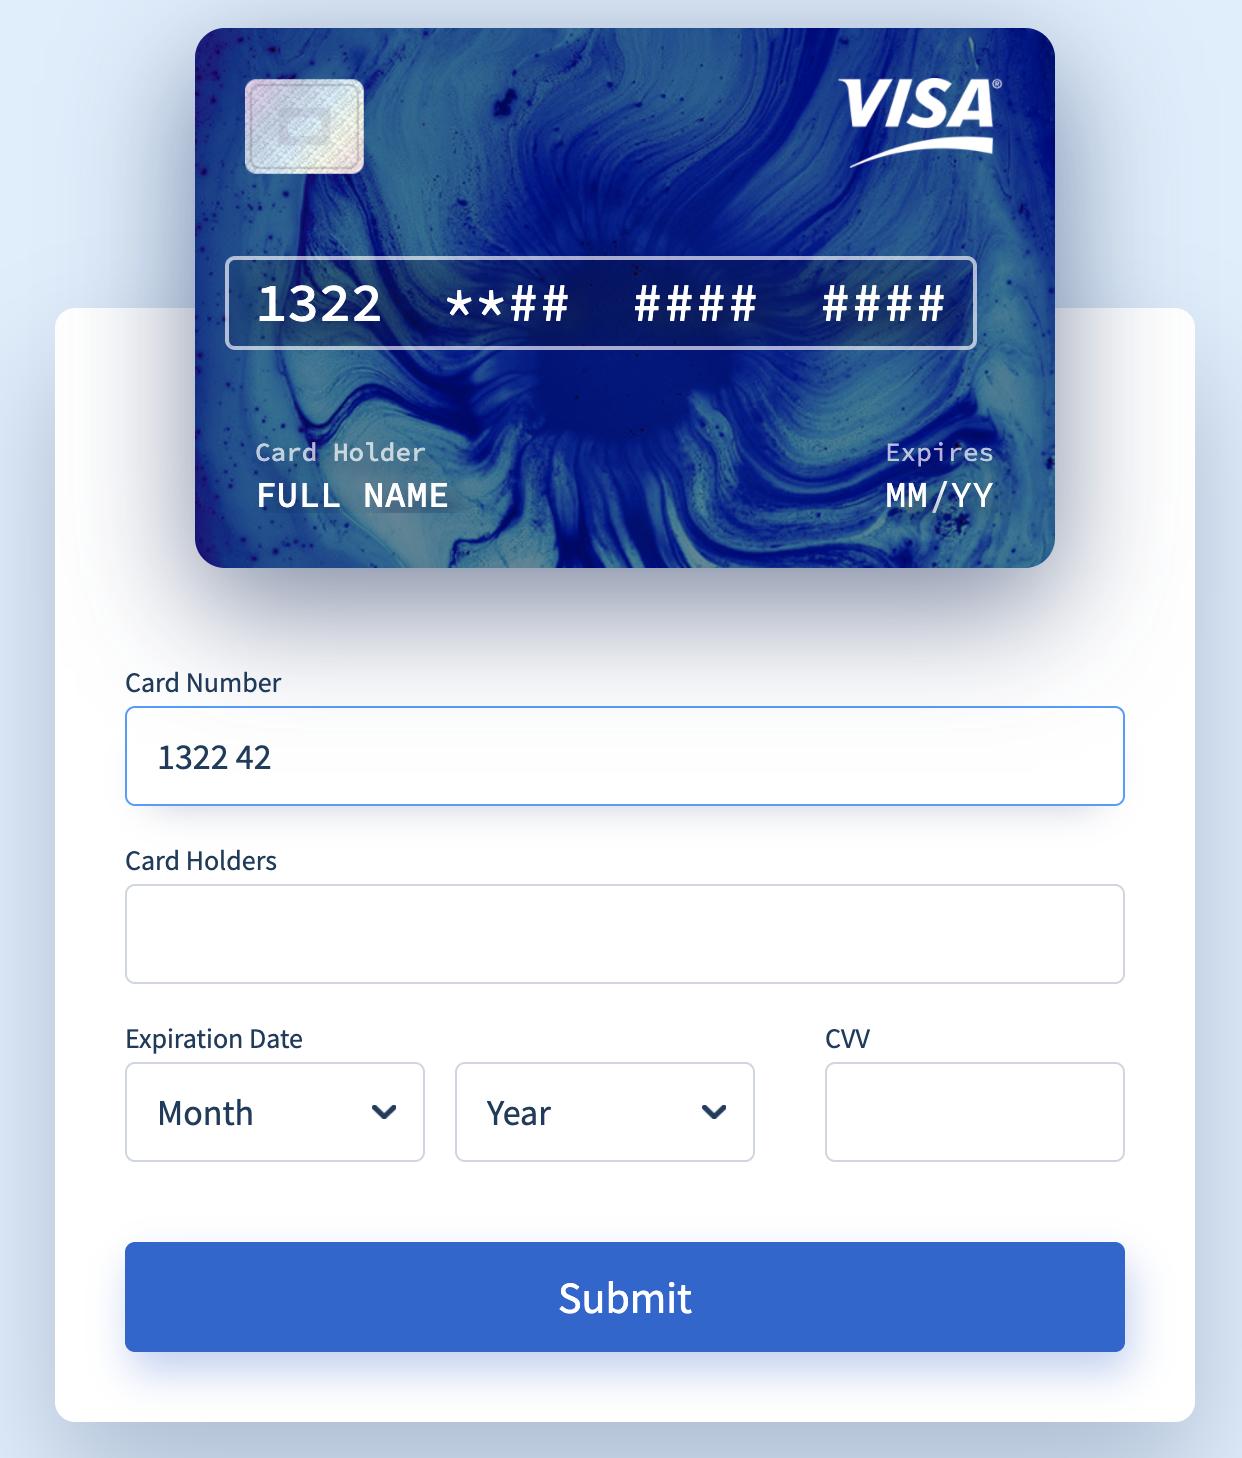 VISA®
1322 **## #### ####
Card Holder Expires
FULL NAME MM/YY
Card Number
1322 42
Card Holders
Expiration Date CVV
Month Year
Submit